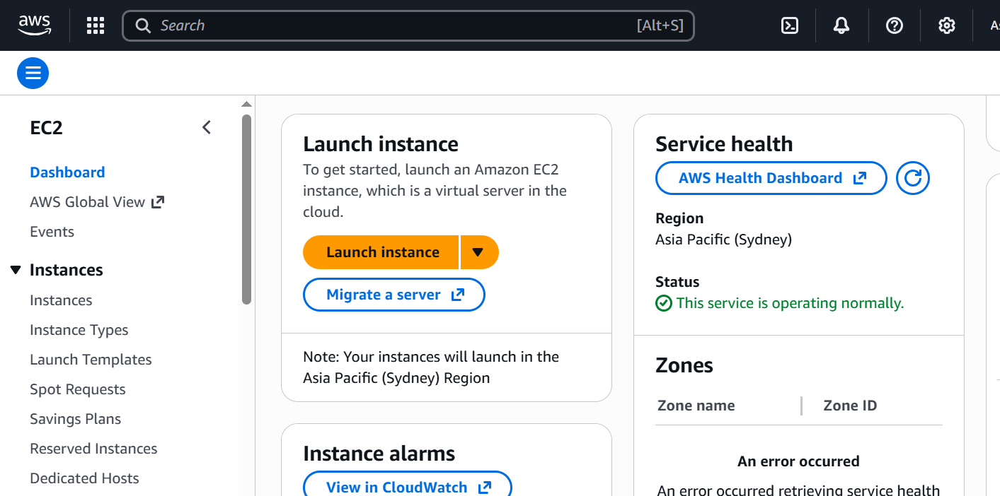 aws
Search
[Alt+S]
EC2
Dashboard
AWS Global View
Events
Instances
Instances
Instance Types
Launch Templates
Spot Requests
Savings Plans
Reserved Instances
Dedicated Hosts
Launch instance
To get started, launch an Amazon EC2
instance, which is a virtual server in the
cloud.
Launch instance
Migrate a server
Note: Your instances will launch in the
Asia Pacific (Sydney) Region
Instance alarms
View in CloudWatch
Service health
AWS Health Dashboard
Region
Asia Pacific (Sydney)
Status
This service is operating normally.
Zones
Zone name
Zone ID
An error occurred
An error occurred retrieving service health